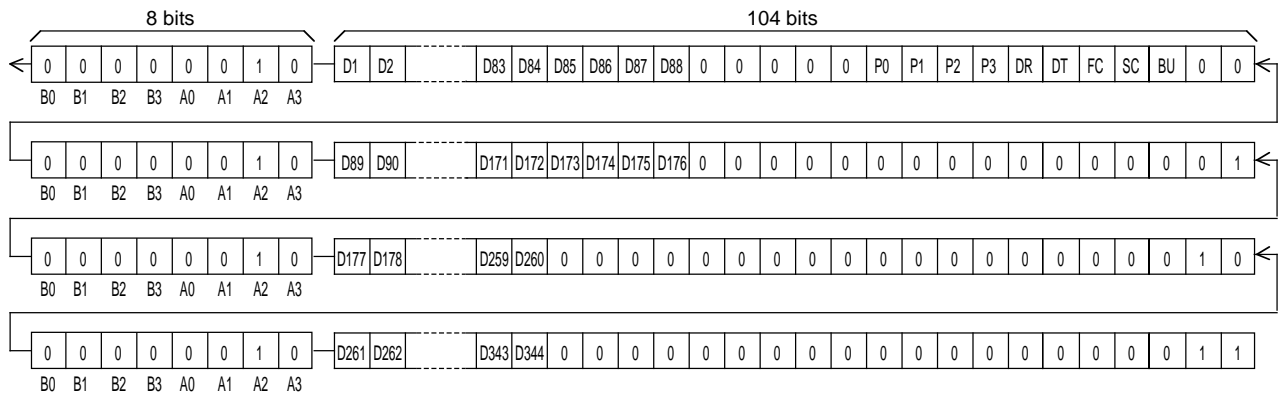 8 bits 104 bits
0 0 0 0 0 0 1 0 D1 D2 D83 D84 D85 D86 D87 D88 0 0 0 0 0 P0 P1 P2 P3 DR DT FC SC BU 0 0
B0 B1 B2 B3 A0 A1 A2 A3
0 0 0 0 0 0 1 0 D89 D90 D171 D172 D173 D174 D175 D176 0 0 0 0 0 0 0 0 0 0 0 0 0 0 0 1
B0 B1 B2 B3 A0 A1 A2 A3
0 0 0 0 0 0 1 0 D177 D178 D259 D260 0 0 0 0 0 0 0 0 0 0 0 0 0 0 0 0 0 0 1 0
B0 B1 B2 B3 A0 A1 A2 A3
0 0 0 0 0 0 1 0 D261 D262 D343 D344 0 0 0 0 0 0 0 0 0 0 0 0 0 0 0 0 0 0 1 1
B0 B1 B2 B3 A0 A1 A2 A3